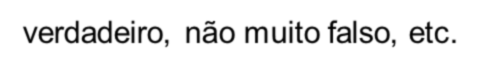 verdadeiro, não muito falso, etc.